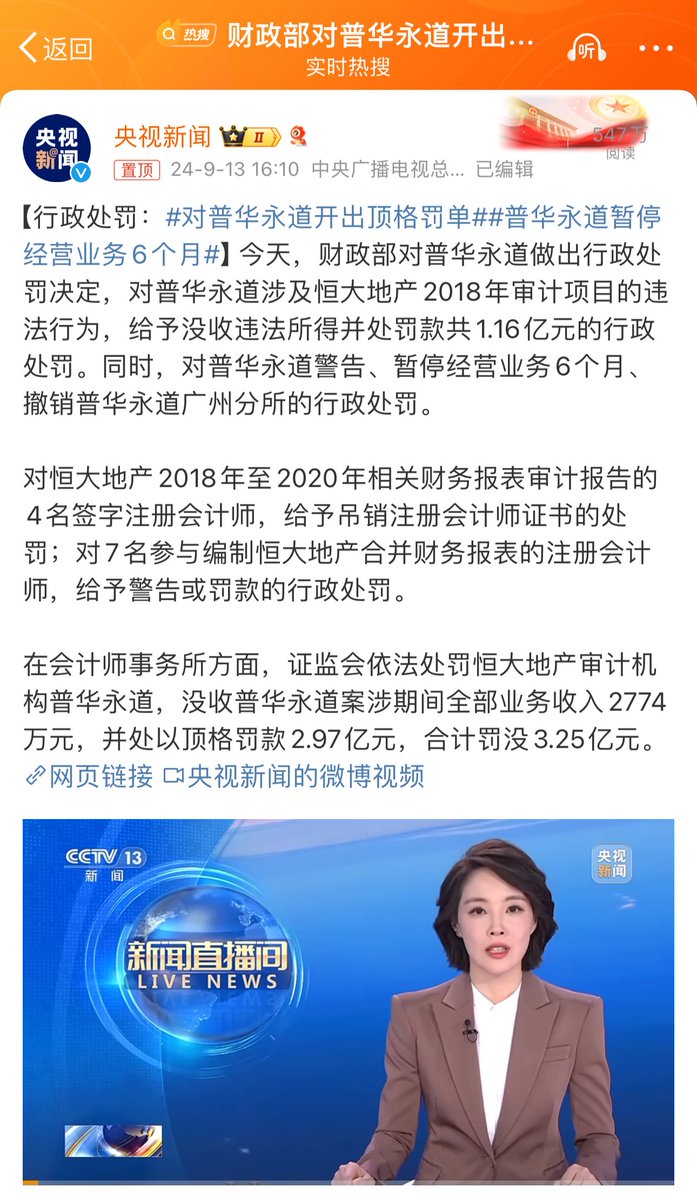 返回
热搜
财政部对普华永道开出...
实时热搜
听
央视
新闻
央视新闻
II
547万
阅读
置顶 24-9-13 16:10 中央广播电视总... 已编辑
【行政处罚：#对普华永道开出顶格罚单##普华永道暂停
经营业务6个月#】今天，财政部对普华永道做出行政处
罚决定，对普华永道涉及恒大地产2018年审计项目的违
法行为，给予没收违法所得并处罚款共1.16亿元的行政
处罚。同时，对普华永道警告、暂停经营业务6个月、
撤销普华永道广州分所的行政处罚。
对恒大地产2018年至2020年相关财务报表审计报告的
4名签字注册会计师，给予吊销注册会计师证书的处
罚；对7名参与编制恒大地产合并财务报表的注册会计
师，给予警告或罚款的行政处罚。
在会计师事务所方面，证监会依法处罚恒大地产审计机
构普华永道，没收普华永道案涉期间全部业务收入2774
万元，并处以顶格罚款2.97亿元，合计罚没3.25亿元。
网页链接 央视新闻的微博视频
CCTV 13
新闻
央视
新闻
新闻直播间
LIVE NEWS